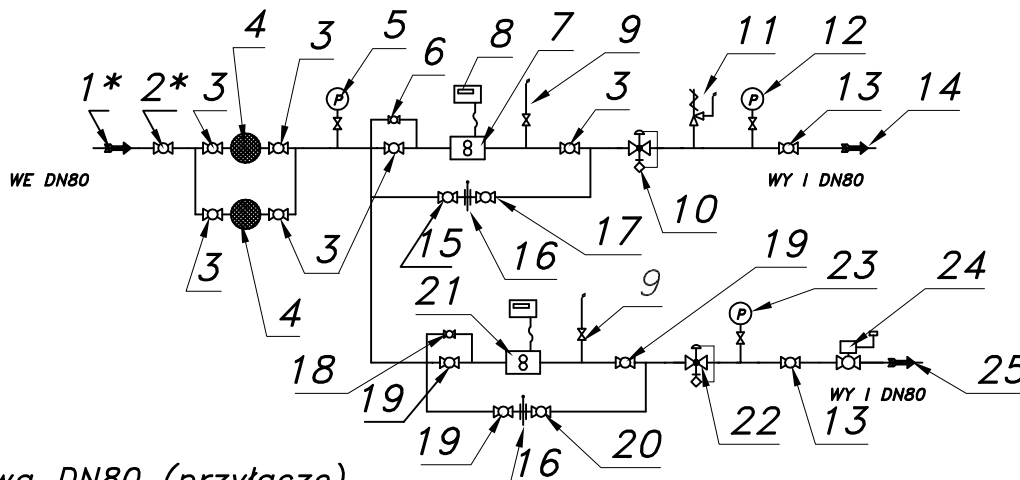 4 3 5 6 8 7 9 11 12
1* 2* 3 3 13 14
P P
8
WE DN80 WY I DN80
10
3 4 3 15 16 17
19 23 24
21 9
P
8
18 19 25
WY I DN80
19 16 20 22 13
DN80 (przyłącze)